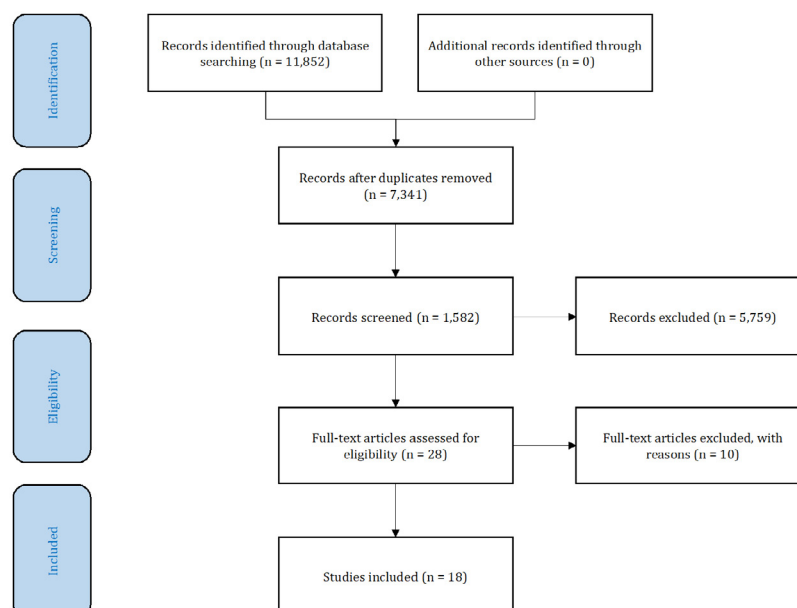 Identification
Records identified through database
searching (n = 11,852)
Additional records identified through
other sources (n = 0)
Records after duplicates removed
(n = 7,341)
Screening
Records screened (n = 1,582)
Records excluded (n = 5,759)
Eligibility
Full-text articles assessed for
eligibility (n = 28)
Full-text articles excluded, with
reasons (n = 10)
Included
Studies included (n = 18)